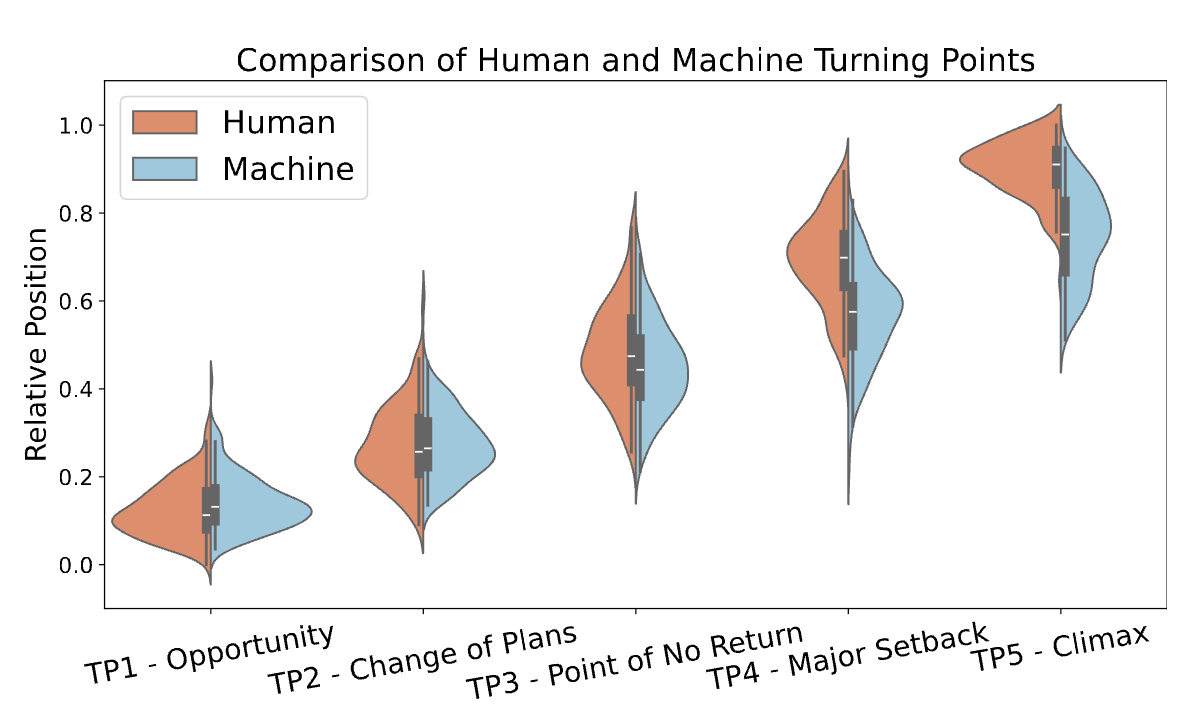 Comparison of Human and Machine Turning Points
Human
Machine
Relative Position
1.0
0.8
0.6
0.4
0.2
0.0
TP1 - Opportunity
TP2 - Change of Plans
TP3 - Point of No Return
TP4 - Major Setback
TP5 - Climax